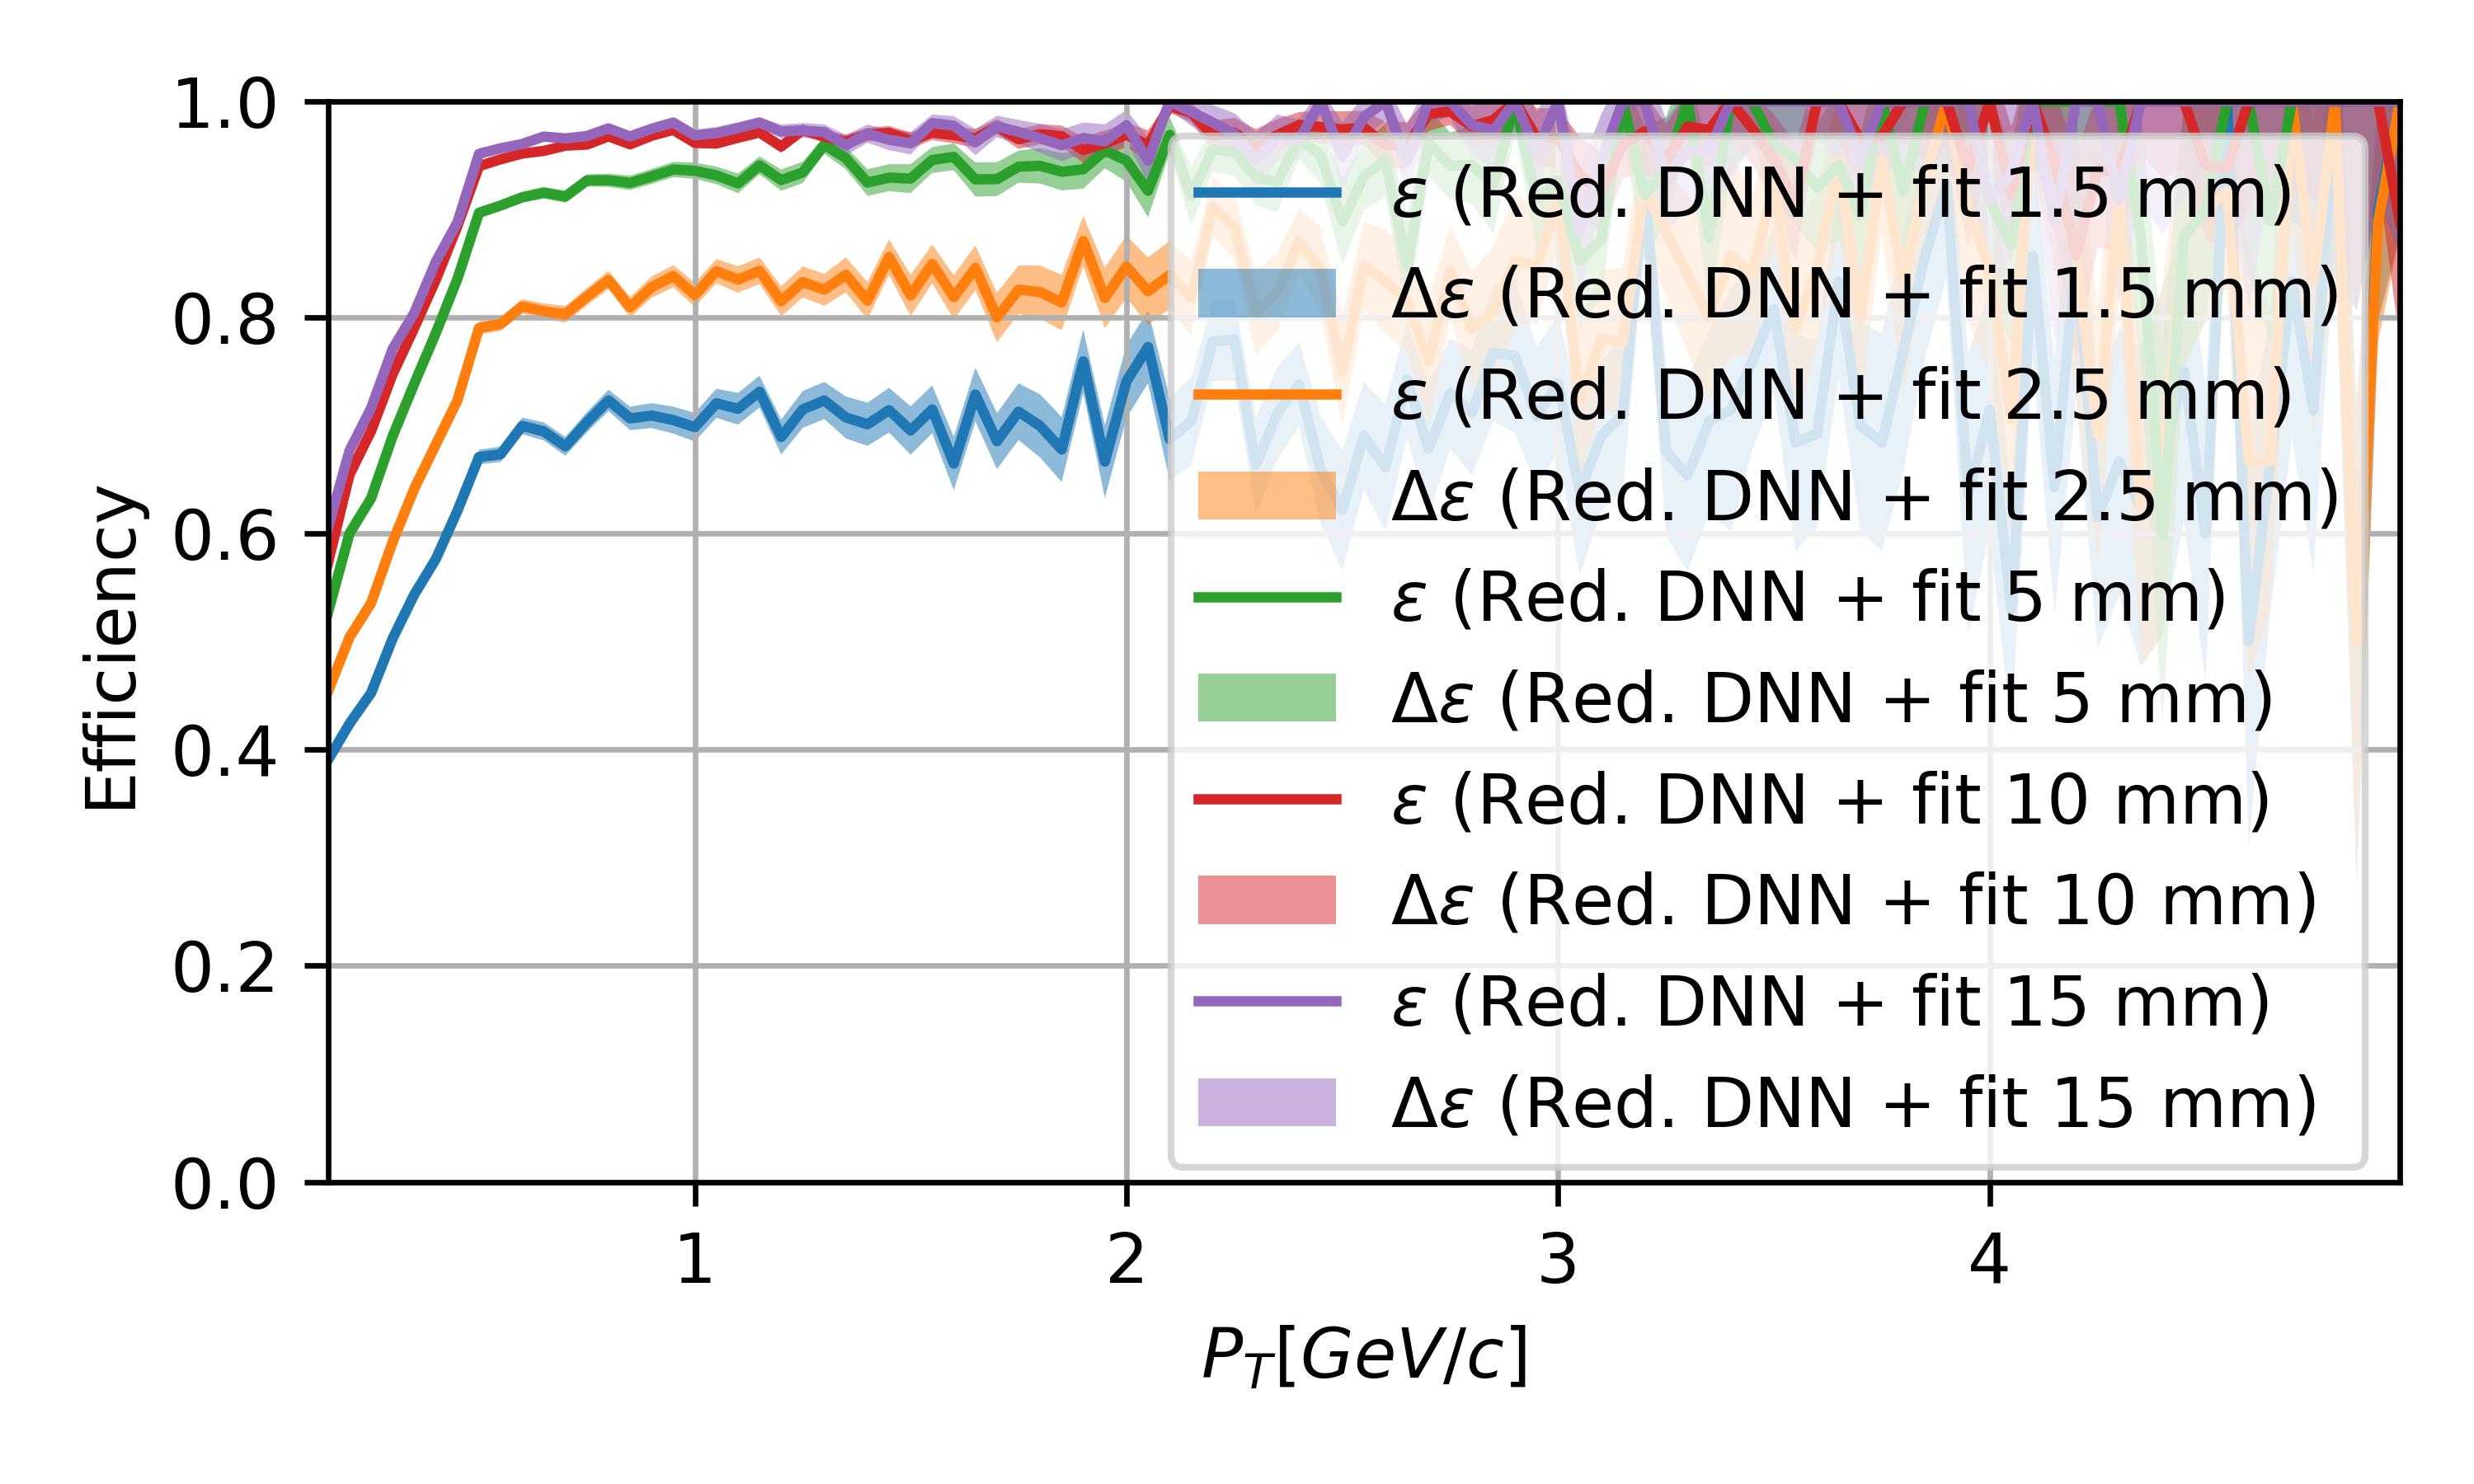 Efficiency
1.0
0.8
0.6
0.4
0.2
0.0
1
2
3
4
P_T[GeV/c]
ε (Red. DNN + fit 1.5 mm)
Δε (Red. DNN + fit 1.5 mm)
ε (Red. DNN + fit 2.5 mm)
Δε (Red. DNN + fit 2.5 mm)
ε (Red. DNN + fit 5 mm)
Δε (Red. DNN + fit 5 mm)
ε (Red. DNN + fit 10 mm)
Δε (Red. DNN + fit 10 mm)
ε (Red. DNN + fit 15 mm)
Δε (Red. DNN + fit 15 mm)